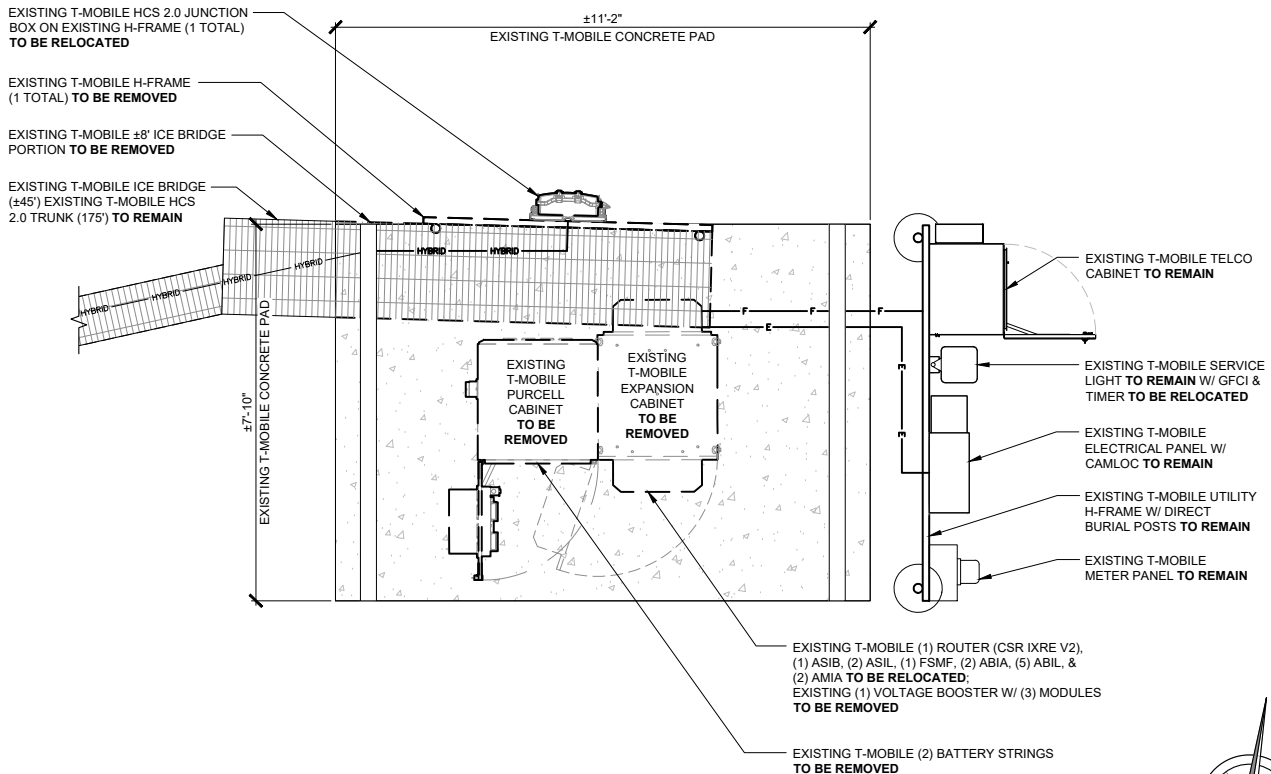 EXISTING T-MOBILE HCS 2.0 JUNCTION
BOX ON EXISTING H-FRAME (1 TOTAL)
TO BE RELOCATED
EXISTING T-MOBILE H-FRAME
(1 TOTAL) TO BE REMOVED
EXISTING T-MOBILE ±8' ICE BRIDGE
PORTION TO BE REMOVED
EXISTING T-MOBILE ICE BRIDGE
(±45') EXISTING T-MOBILE HCS
2.0 TRUNK (175') TO REMAIN
±11'-2"
EXISTING T-MOBILE CONCRETE PAD
HYBRID
HYBRID
HYBRID
HYBRID
HYBRID
HYBRID
±7'-10"
EXISTING T-MOBILE CONCRETE PAD
F
F
F
E
E
E
EXISTING
T-MOBILE
PURCELL
CABINET
TO BE
REMOVED
EXISTING
T-MOBILE
EXPANSION
CABINET
TO BE
REMOVED
EXISTING T-MOBILE TELCO
CABINET TO REMAIN
EXISTING T-MOBILE SERVICE
LIGHT TO REMAIN W/ GFCI &
TIMER TO BE RELOCATED
EXISTING T-MOBILE
ELECTRICAL PANEL W/
CAMLOC TO REMAIN
EXISTING T-MOBILE UTILITY
H-FRAME W/ DIRECT
BURIAL POSTS TO REMAIN
EXISTING T-MOBILE
METER PANEL TO REMAIN
EXISTING T-MOBILE (1) ROUTER (CSR IXRE V2),
(1) ASIB, (2) ASIL, (1) FSMF, (2) ABIA, (5) ABIL, &
(2) AMIA TO BE RELOCATED;
EXISTING (1) VOLTAGE BOOSTER W/ (3) MODULES
TO BE REMOVED
EXISTING T-MOBILE (2) BATTERY STRINGS
TO BE REMOVED